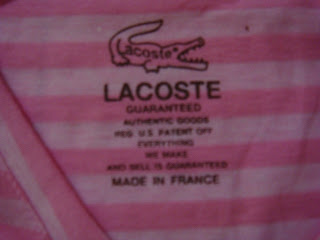 Lacoste
LACOSTE
GUARANTEED
AUTHENTIC GOODS
REG U.S PATENT OFF
EVERYTHING
WE MAKE
AND SELL IS GUARANTEED
MADE IN FRANCE